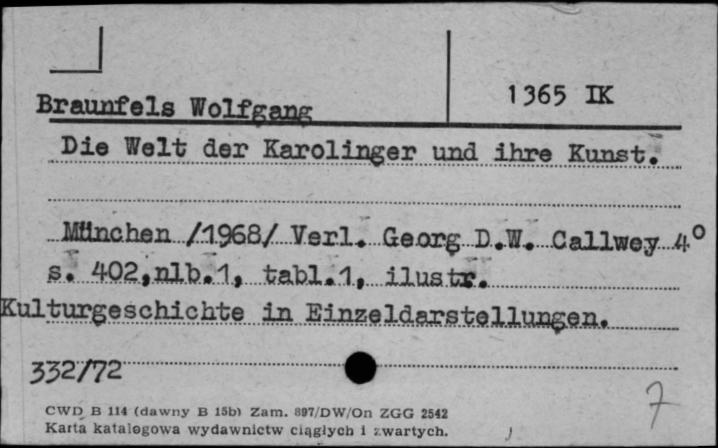 1365 IK
Braunfels Wolfgang
Die Welt der Karolinger und ihre Kunst.
München /1968/ Verl. Georg D.W. Callwey 4°
s. 402,nlb.1, tabl.1, ilustr.
Kulturgeschichte in Einzeldarstellungen.
332/72
7
CWD B 114 (dawny B 15b) Zam. 897/DW/On ZGG 2542
Karta katalogowa wydawnictw ciągłych i zwartych.